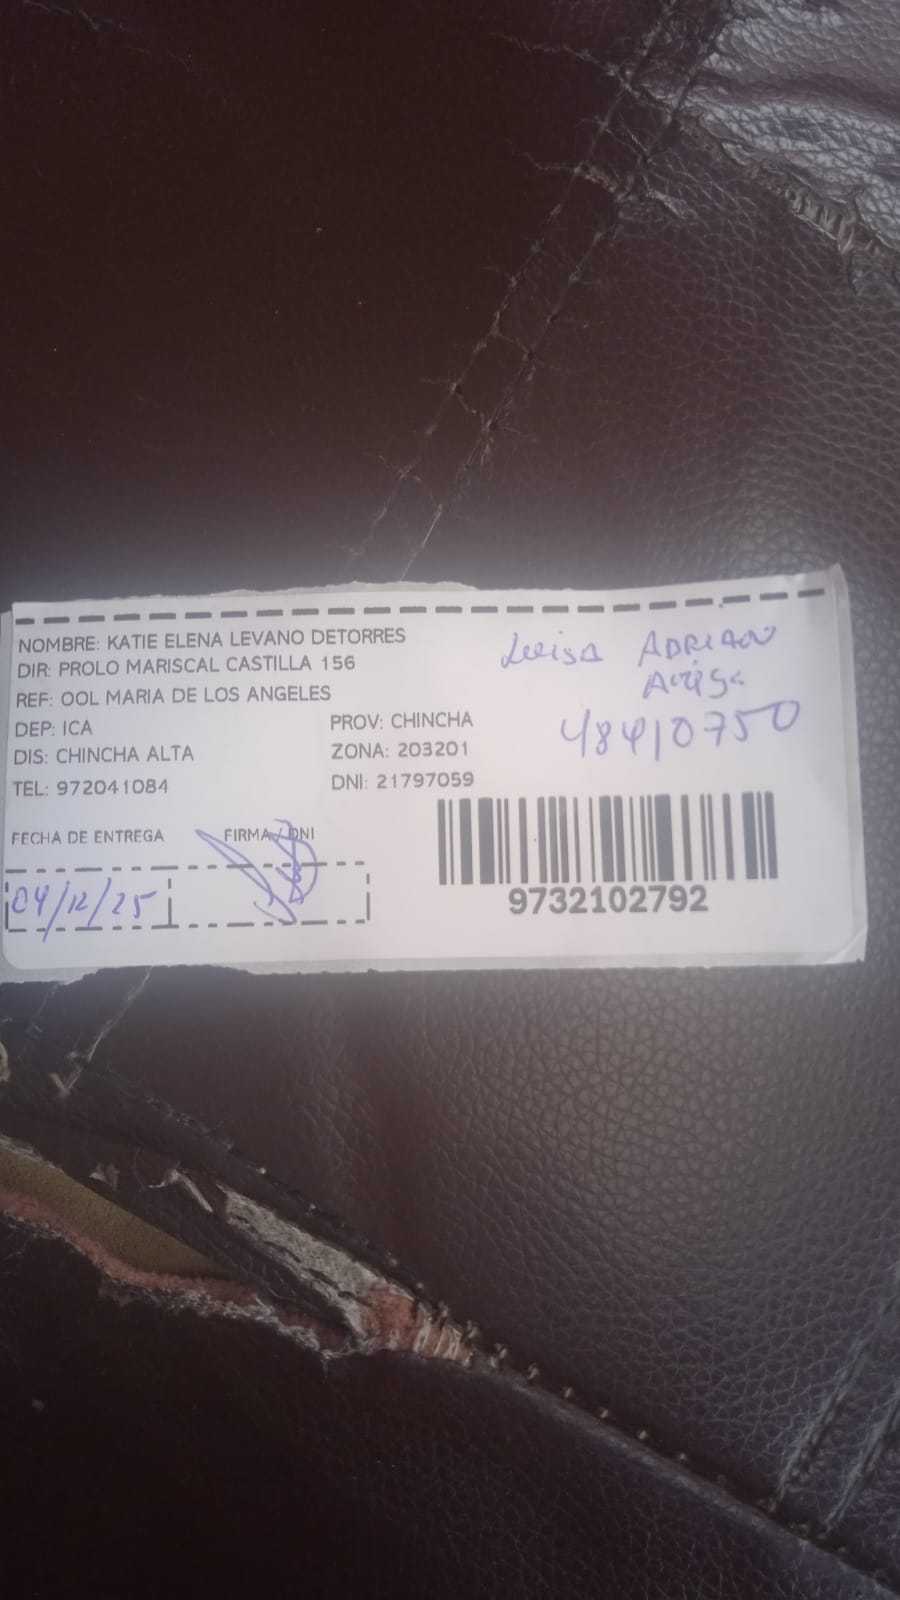 NOMBRE: KATIE ELENA LEVANO DETORRES
DIR: PROLO MARISCAL CASTILLA 156
REF: OOL MARIA DE LOS ANGELES
DEP: ICA PROV: CHINCHA
DIS: CHINCHA ALTA ZONA: 203201
TEL: 972041084 DNI: 21797059
Luisa ADRIANO
48410750
FECHA DE ENTREGA FIRMA / DNI
04/12/25
9732102792